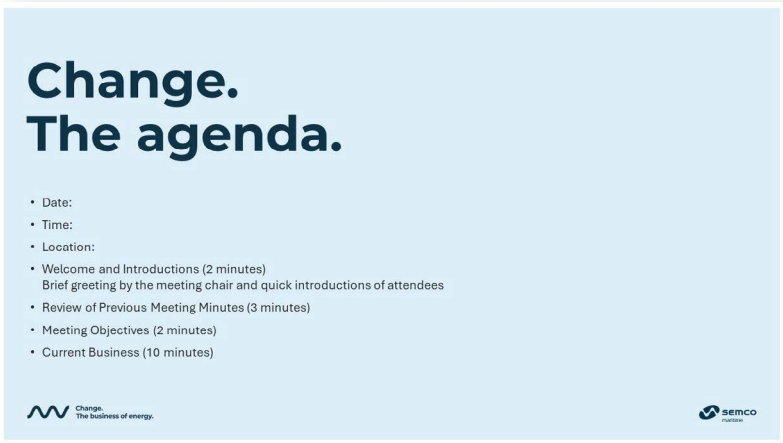 Change.
The agenda.
• Date:
• Time:
• Location:
• Welcome and Introductions (2 minutes)
Brief greeting by the meeting chair and quick introductions of attendees
• Review of Previous Meeting Minutes (3 minutes)
• Meeting Objectives (2 minutes)
• Current Business (10 minutes)
Change.
The business of energy.
semco
maritime